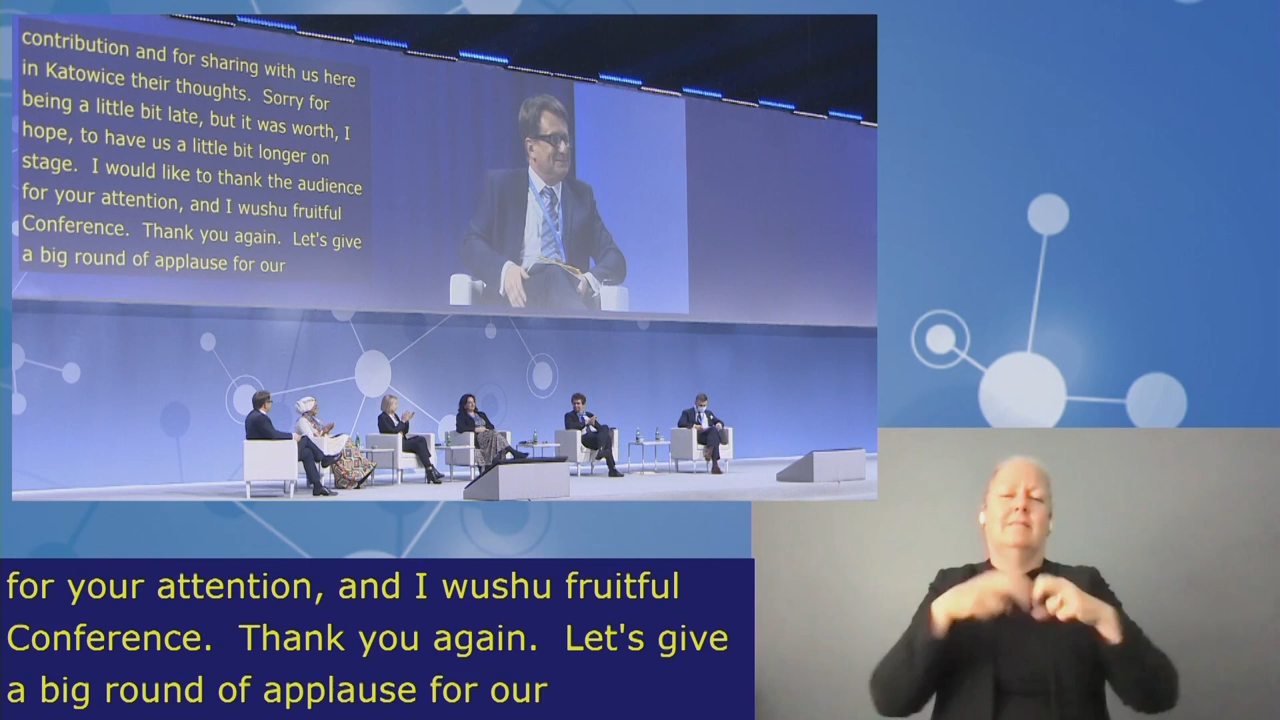 contribution and for sharing with us here
in Katowice their thoughts.  Sorry for
being a little bit late, but it was worth, I
hope, to have us a little bit longer on
stage.  I would like to thank the audience
for your attention, and I wushu fruitful
Conference.  Thank you again.  Let's give
a big round of applause for our
for your attention, and I wushu fruitful
Conference.  Thank you again.  Let's give
a big round of applause for our